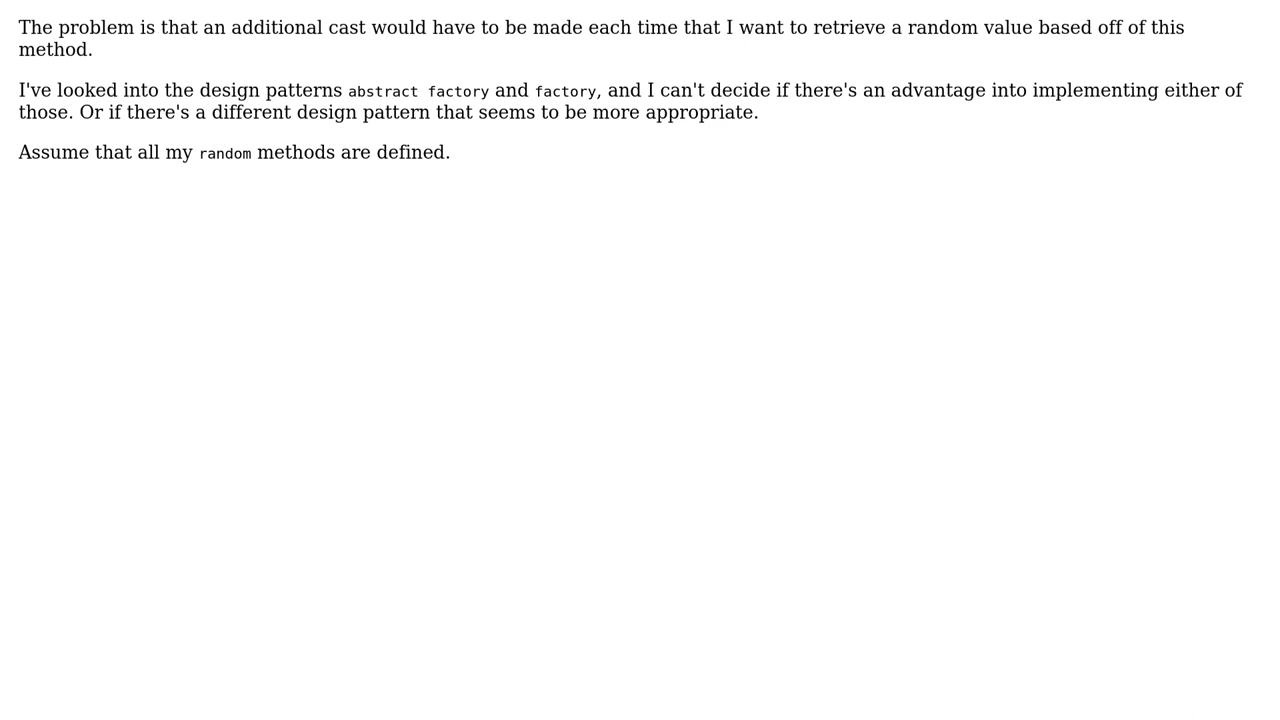 The problem is that an additional cast would have to be made each time that I want to retrieve a random value based off of this
method.
I've looked into the design patterns abstract factory and factory, and I can't decide if there's an advantage into implementing either of
those. Or if there's a different design pattern that seems to be more appropriate.
Assume that all my random methods are defined.